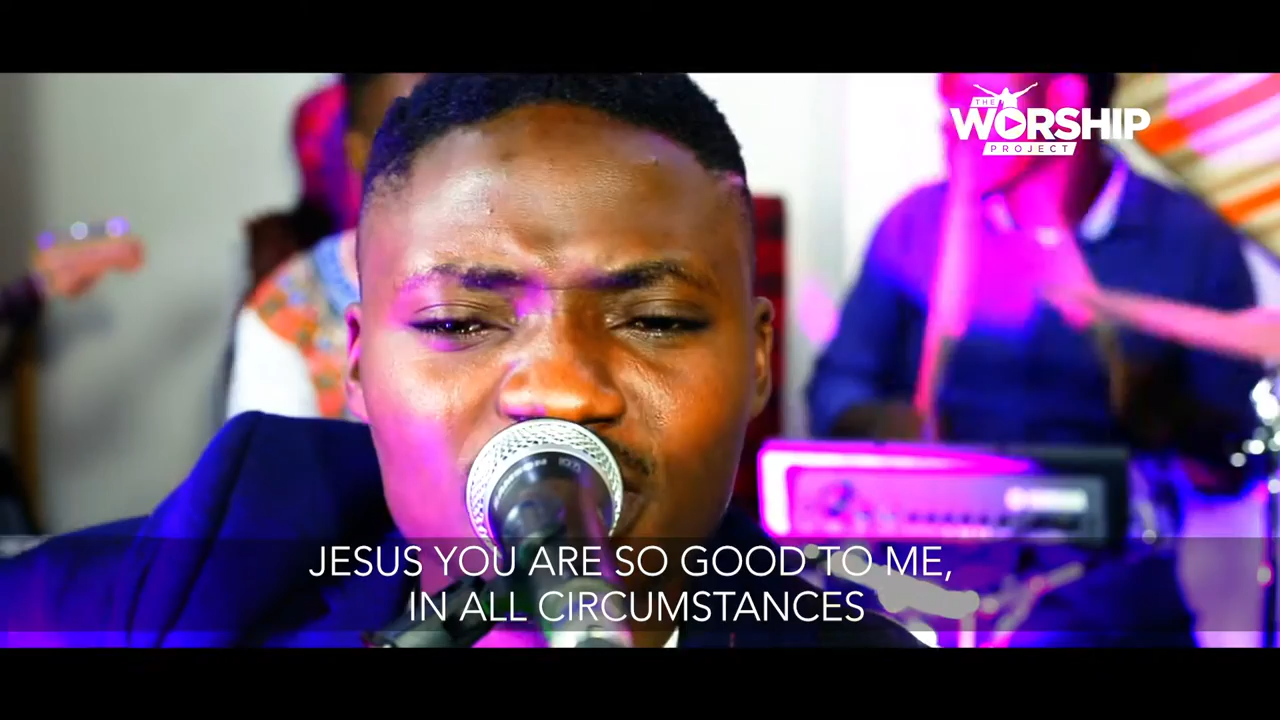 THE
WORSHIP
PROJECT
JESUS YOU ARE SO GOOD TO ME,
IN ALL CIRCUMSTANCES